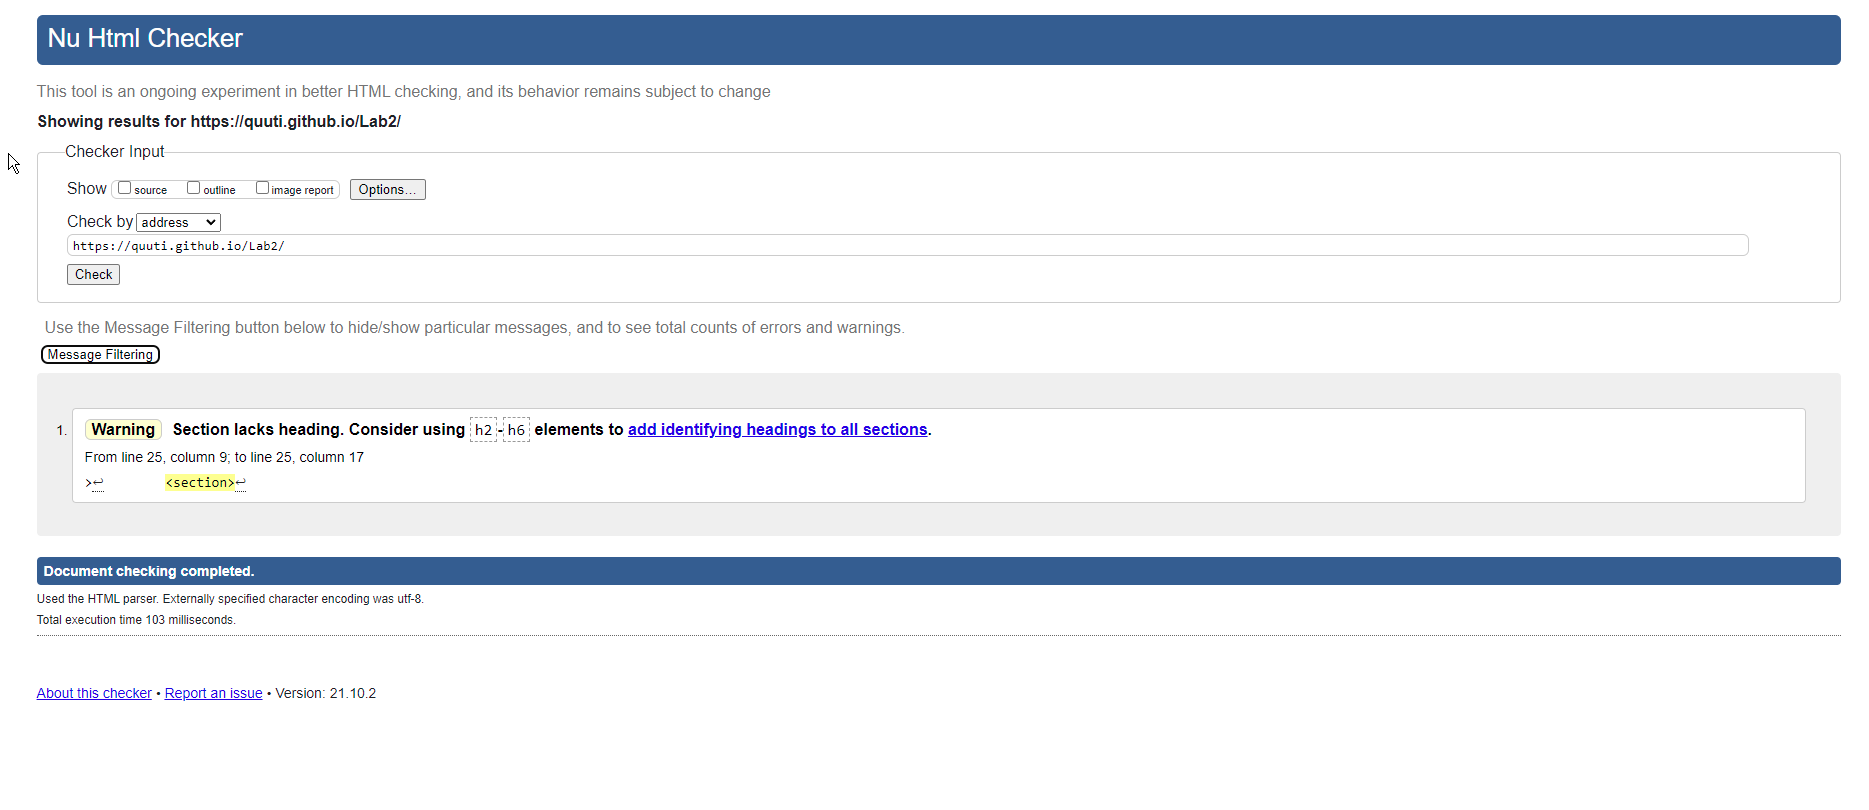 Nu Html Checker
This tool is an ongoing experiment in better HTML checking, and its behavior remains subject to change
Showing results for https://quuti.github.io/Lab2/
Checker Input
Show source outline image report Options...
Check by address
https://quuti.github.io/Lab2/
Check
Use the Message Filtering button below to hide/show particular messages, and to see total counts of errors and warnings.
Message Filtering
1. Warning Section lacks heading. Consider using h2-h6 elements to add identifying headings to all sections.
From line 25, column 9; to line 25, column 17
>↩ <section>↩
Document checking completed.
Used the HTML parser. Externally specified character encoding was utf-8.
Total execution time 103 milliseconds.
About this checker • Report an issue • Version: 21.10.2